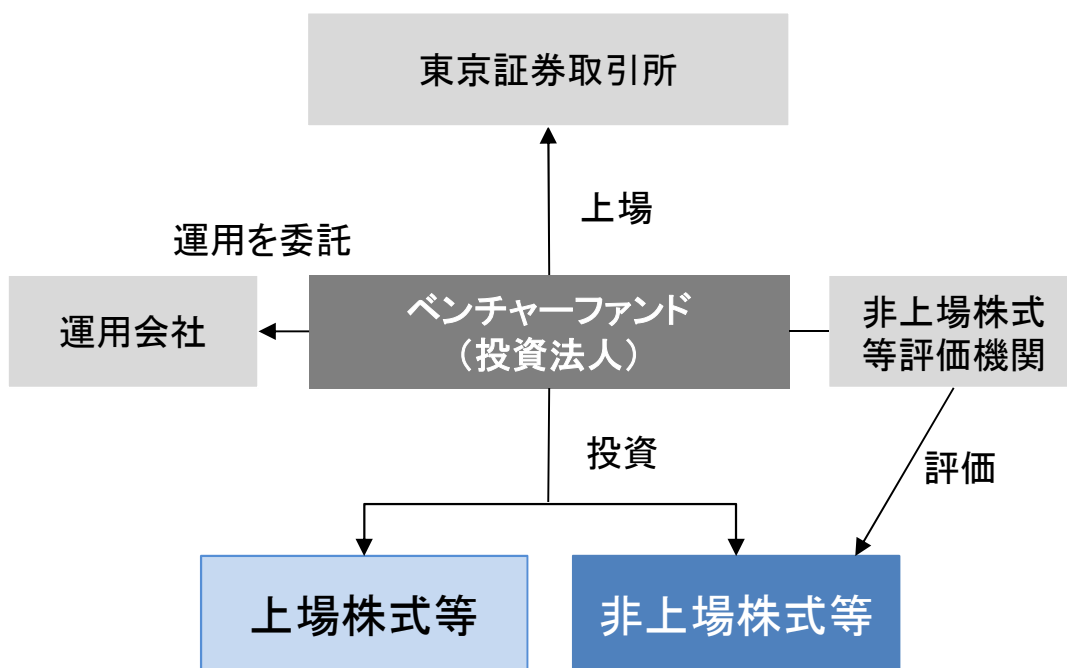 東京証券取引所
上場
運用を委託
運用会社
ベンチャーファンド
（投資法人）
非上場株式
等評価機関
投資
評価
上場株式等
非上場株式等